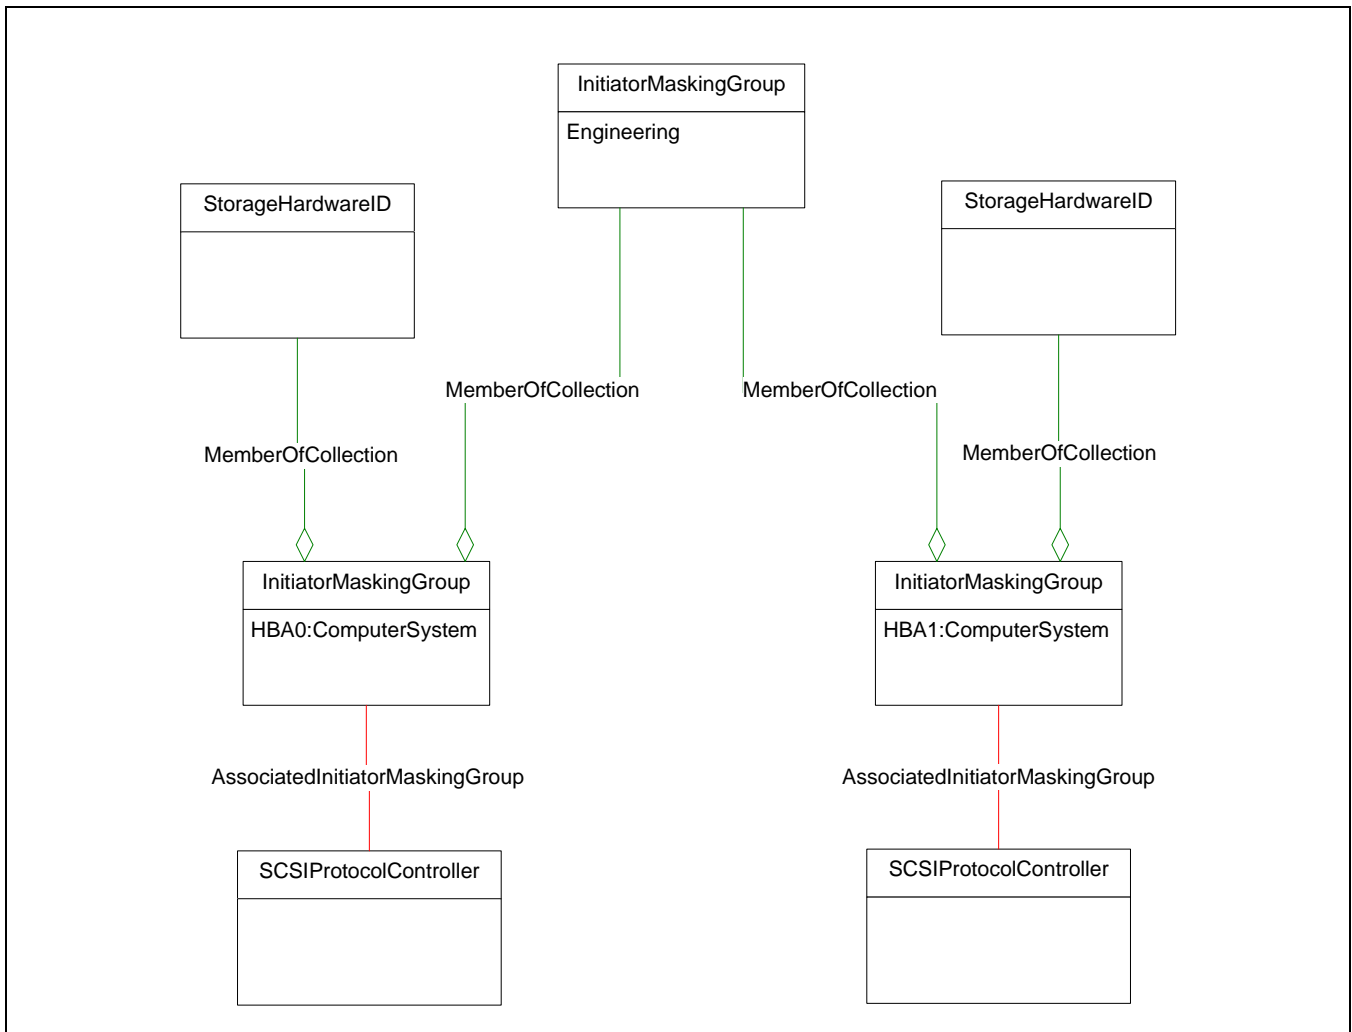 InitiatorMaskingGroup
Engineering
StorageHardwareID
StorageHardwareID
MemberOfCollection
MemberOfCollection
MemberOfCollection
MemberOfCollection
InitiatorMaskingGroup
HBA0:ComputerSystem
InitiatorMaskingGroup
HBA1:ComputerSystem
AssociatedInitiatorMaskingGroup
AssociatedInitiatorMaskingGroup
SCSIProtocolController
SCSIProtocolController